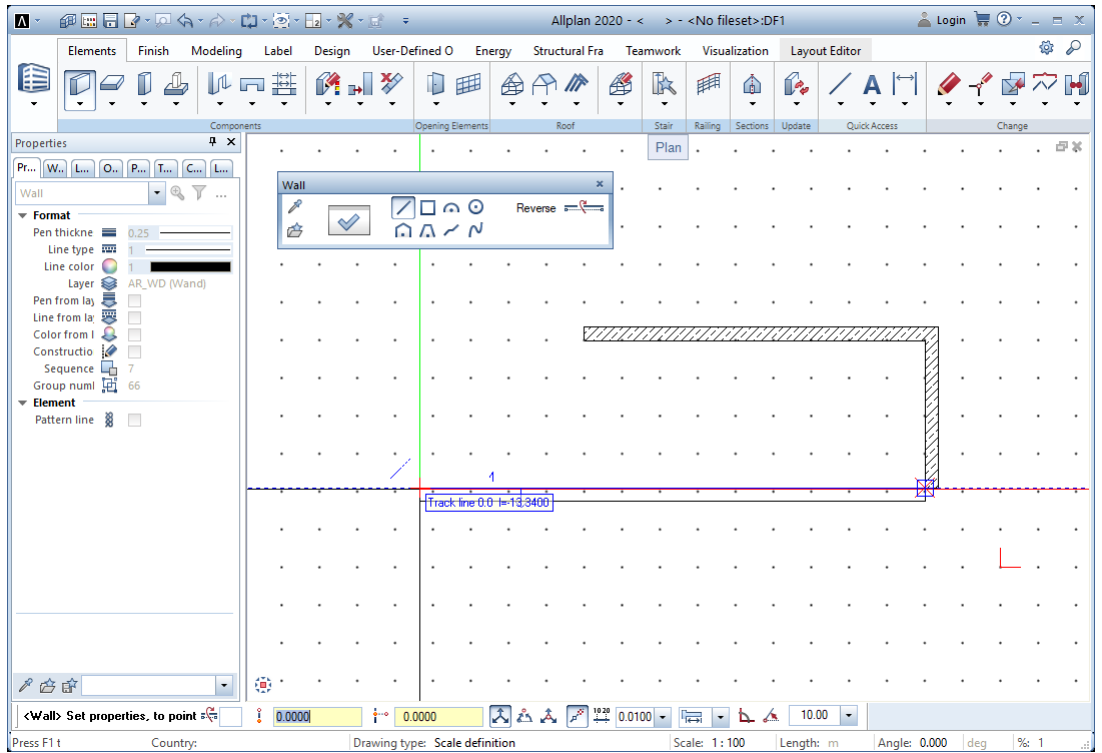 Allplan 2020 - < > - <No fileset>:DF1
Login
Elements Finish Modeling Label Design User-Defined O Energy Structural Fra Teamwork Visualization Layout Editor
Components Opening Elements Roof Stair Railing Sections Update Quick Access Change
Properties
Plan
Pr... W.. L... O.. P... T... C... L...
Wall
Format
Pen thickne 0.25
Line type 1
Line color 1
Layer AR_WD (Wand)
Pen from lay
Line from la
Color from l
Constructio
Sequence 7
Group numl 66
Element
Pattern line
Wall
Reverse
1
Track line 0.0 l=-13.3400
<Wall> Set properties, to point 0.0000 0.0000 1020 0.0100 10.00
Press F1 t Country: Drawing type: Scale definition Scale: 1 : 100 Length: m Angle: 0.000 deg %: 1